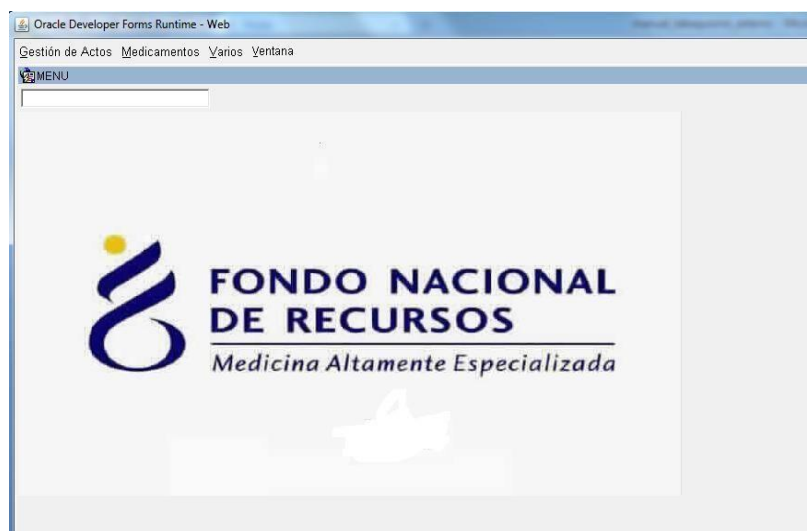 Oracle Developer Forms Runtime - Web
Gestión de Actos Medicamentos Varios Ventana
MENU
FONDO NACIONAL
DE RECURSOS
Medicina Altamente Especializada